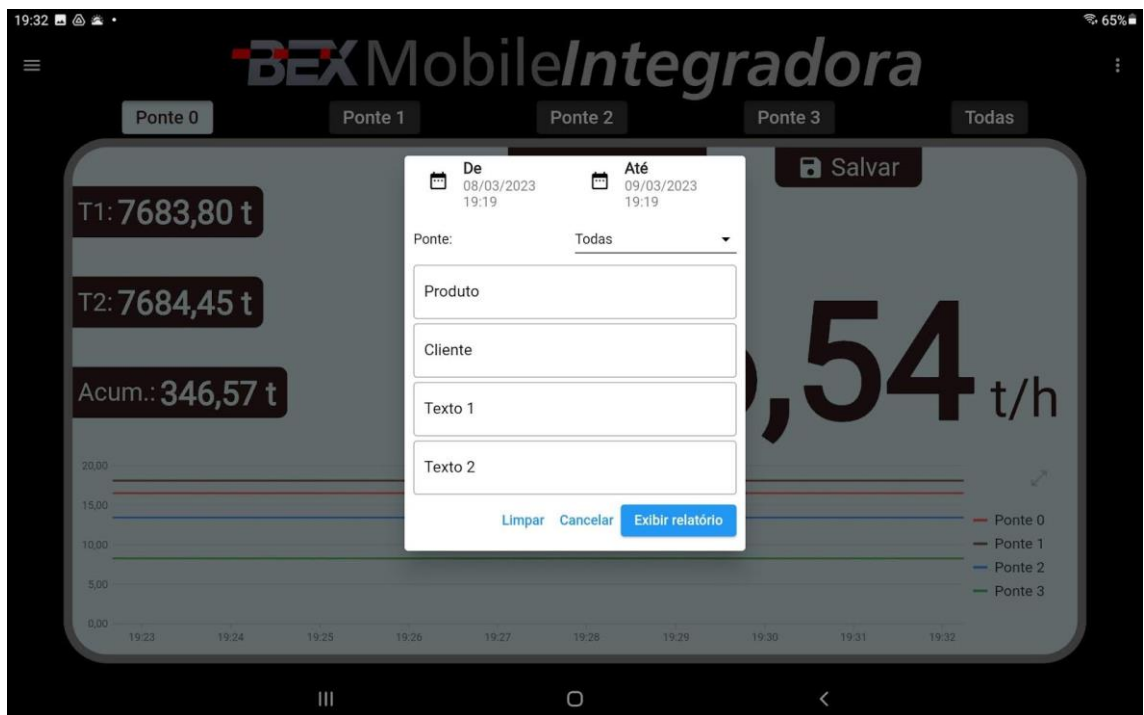 19:32
65%
BEX Mobile Integradora
Ponte 0
Ponte 1
Ponte 2
Ponte 3
Todas
Salvar
T1: 7683,80 t
T2: 7684,45 t
Acum.: 346,57 t
,54 t/h
De
08/03/2023
19:19
Até
09/03/2023
19:19
Ponte:
Todas
Produto
Cliente
Texto 1
Texto 2
Limpar
Cancelar
Exibir relatório
20,00
15,00
10,00
5,00
0,00
19:23
19:24
19:25
19:26
19:27
19:28
19:29
19:30
19:31
19:32
Ponte 0
Ponte 1
Ponte 2
Ponte 3